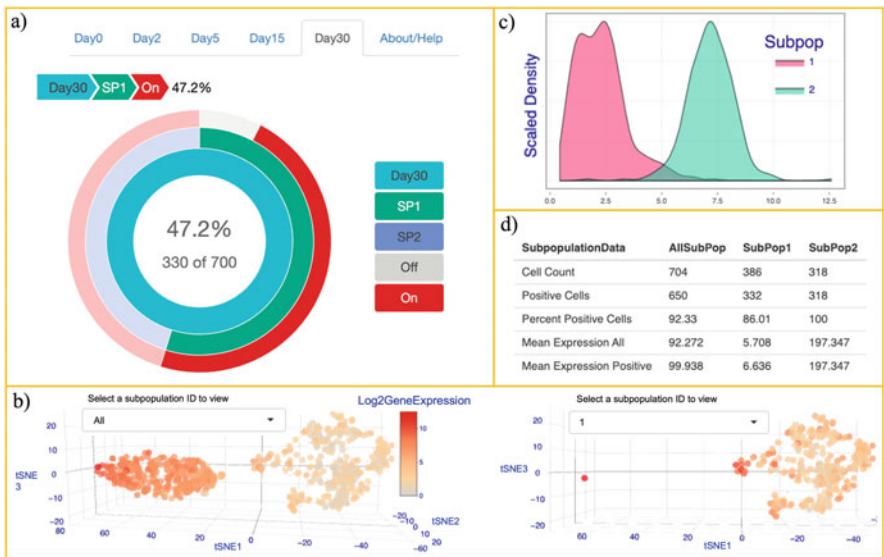 a)
Day0 Day2 Day5 Day15 Day30 About/Help
Day30 SP1 On 47.2%
47.2%
330 of 700
Day30
SP1
SP2
Off
On
c)
Scaled Density
Subpop
1
2
0.0 2.5 5.0 7.5 10.0 12.5
d)
SubpopulationData AllSubPop SubPop1 SubPop2
Cell Count 704 386 318
Positive Cells 650 332 318
Percent Positive Cells 92.33 86.01 100
Mean Expression All 92.272 5.708 197.347
Mean Expression Positive 99.938 6.636 197.347
b)
Select a subpopulation ID to view
All
Log2GeneExpression
10
5
0
20
10
0
−10
−20
tSNE
3
80 60 40 20 0 −20 −40
tSNE1
tSNE2
20
10
0
−20
−40
−60
Select a subpopulation ID to view
1
20
10
0
−10
−20
tSNE3
60 40 20 0 −20 −40
tSNE1